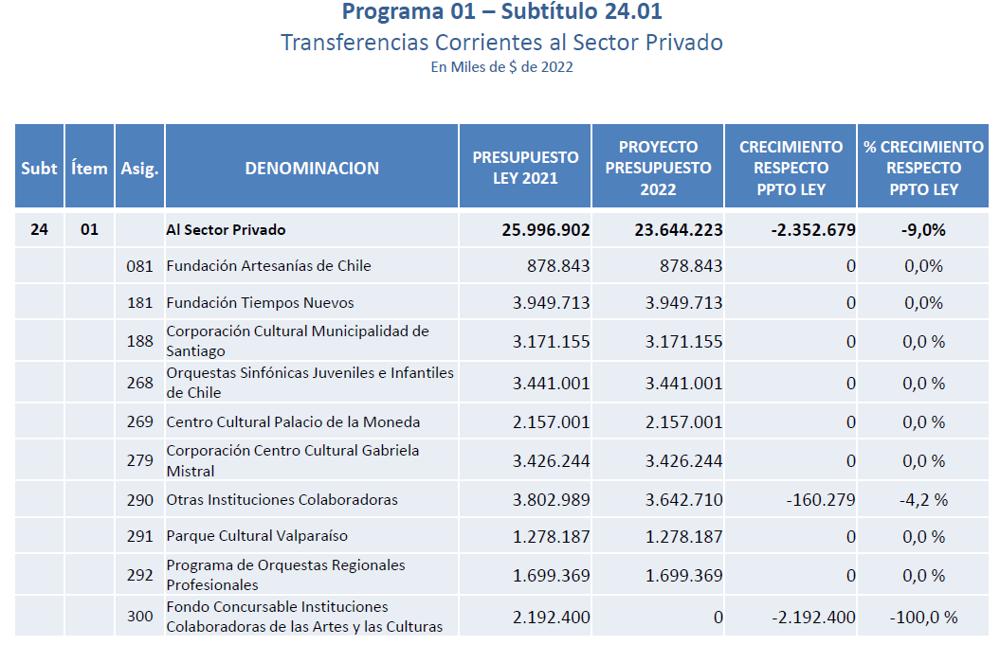 Programa 01 – Subtítulo 24.01
Transferencias Corrientes al Sector Privado
En Miles de $ de 2022
Subt Ítem Asig. DENOMINACION PRESUPUESTO LEY 2021 PROYECTO PRESUPUESTO 2022 CRECIMIENTO RESPECTO PPTO LEY % CRECIMIENTO RESPECTO PPTO LEY
24 01 Al Sector Privado 25.996.902 23.644.223 -2.352.679 -9,0%
081 Fundación Artesanías de Chile 878.843 878.843 0 0,0%
181 Fundación Tiempos Nuevos 3.949.713 3.949.713 0 0,0%
188 Corporación Cultural Municipalidad de Santiago 3.171.155 3.171.155 0 0,0 %
268 Orquestas Sinfónicas Juveniles e Infantiles de Chile 3.441.001 3.441.001 0 0,0 %
269 Centro Cultural Palacio de la Moneda 2.157.001 2.157.001 0 0,0 %
279 Corporación Centro Cultural Gabriela Mistral 3.426.244 3.426.244 0 0,0 %
290 Otras Instituciones Colaboradoras 3.802.989 3.642.710 -160.279 -4,2 %
291 Parque Cultural Valparaíso 1.278.187 1.278.187 0 0,0 %
292 Programa de Orquestas Regionales Profesionales 1.699.369 1.699.369 0 0,0 %
300 Fondo Concursable Instituciones Colaboradoras de las Artes y las Culturas 2.192.400 0 -2.192.400 -100,0 %